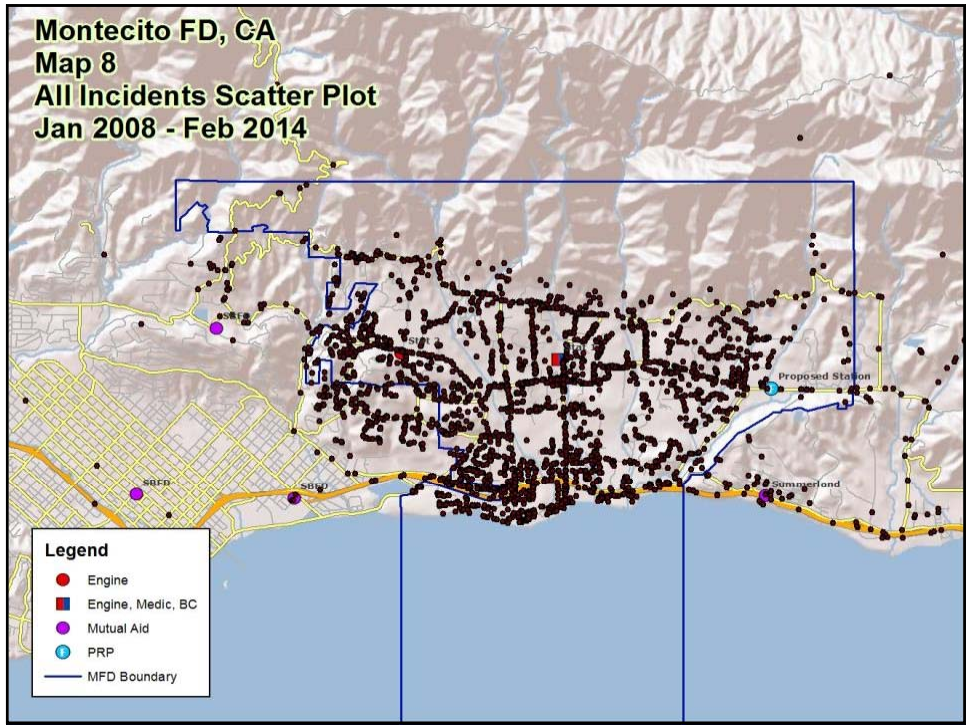 Montecito FD, CA
Map 8
All Incidents Scatter Plot
Jan 2008 - Feb 2014
Proposed Station
SBFD
SBFD
Summerland
Legend
Engine
Engine, Medic, BC
Mutual Aid
PRP
MFD Boundary